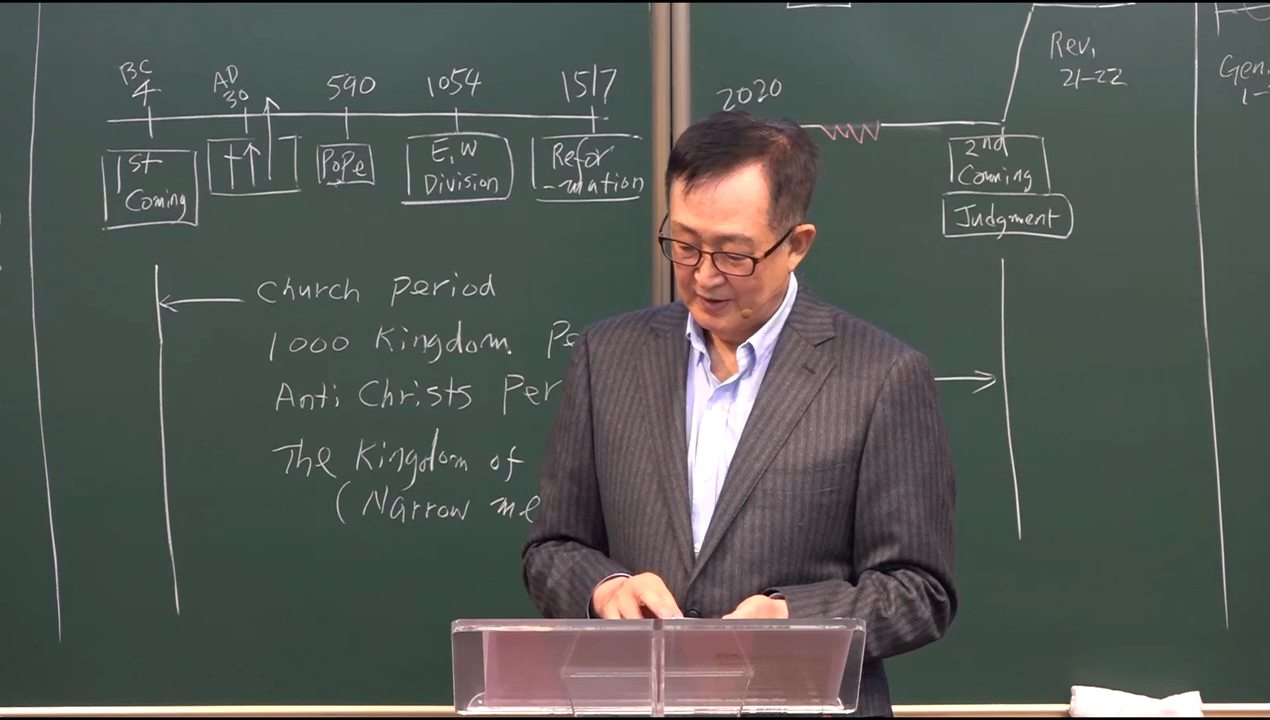 BC
4
AD
30
590
1054
1517
2020
1st
Coming
PoPe
E, W
Division
Refor
-mation
2nd
Coming
Judgment
Rev.
21-22
Gen.
church period
1000 Kingdom
Anti Christs Per
The Kingdom of
(Narrow me